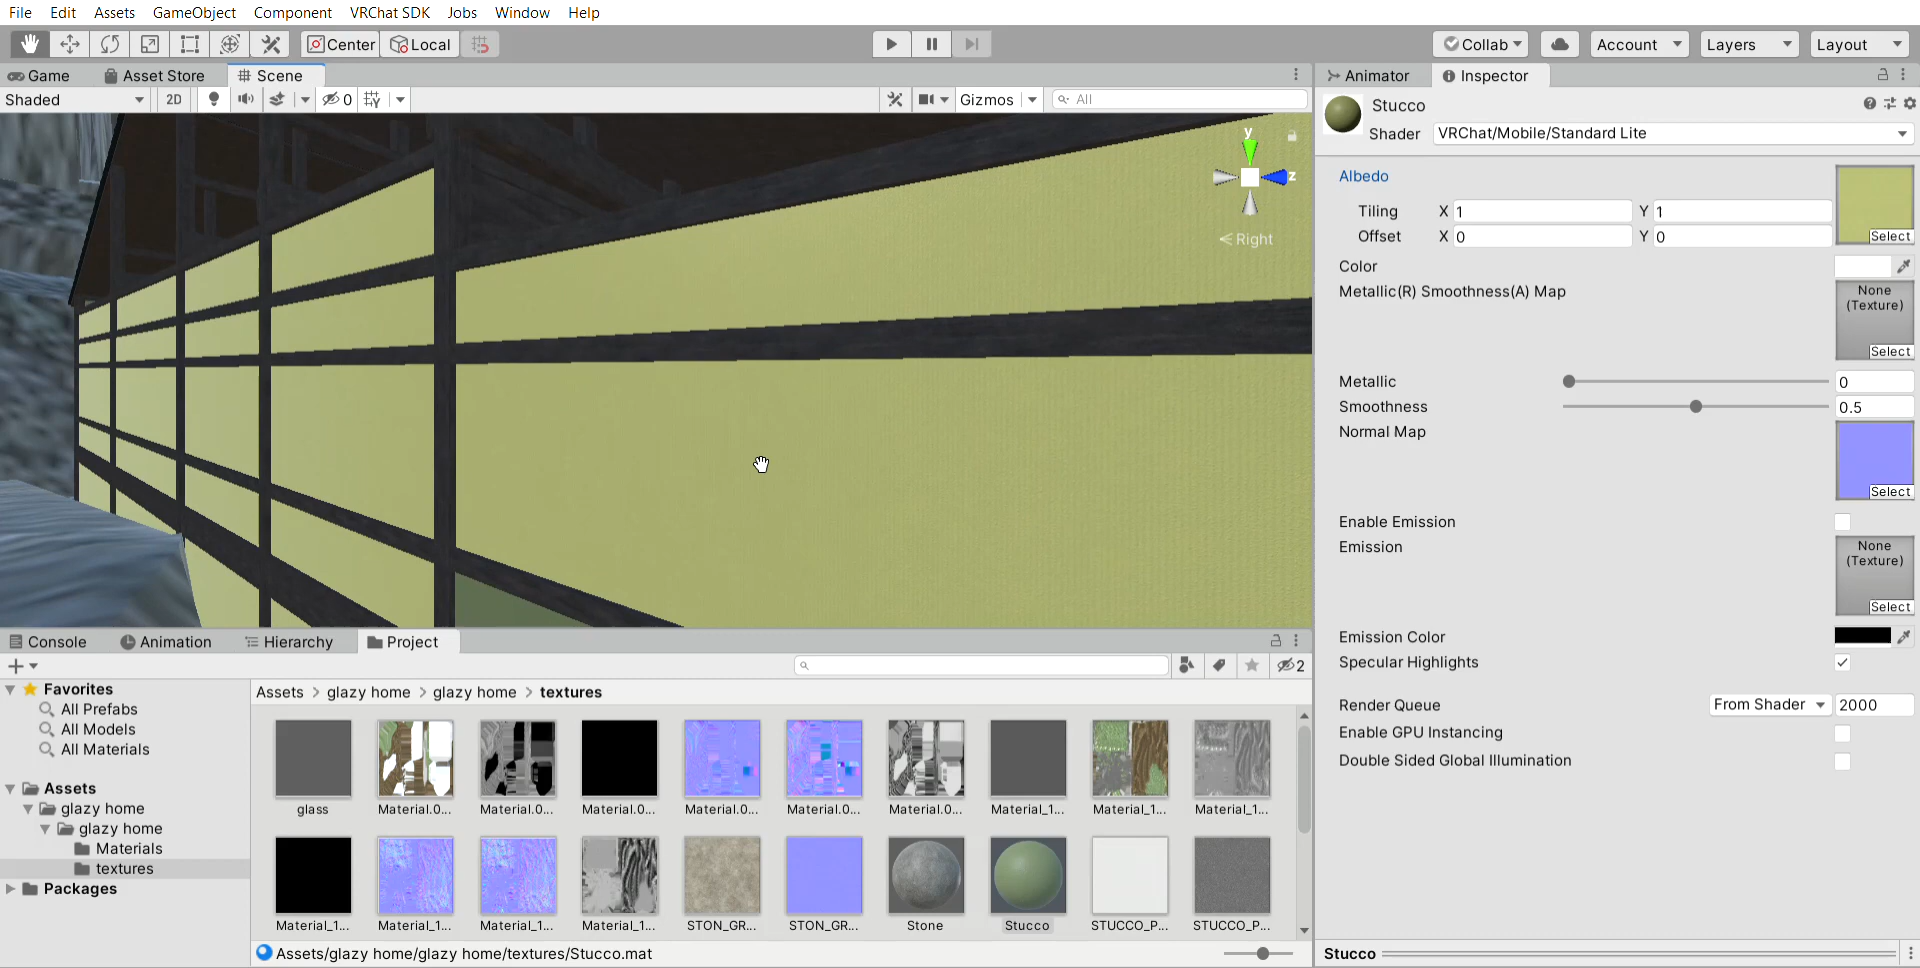 File Edit Assets GameObject Component VRChat SDK Jobs Window Help
Center Local Collab Account Layers Layout
Game Asset Store Scene
Shaded 2D 0 Gizmos All
y
z
Right
Animator Inspector
Stucco
Shader VRChat/Mobile/Standard Lite
Albedo
Tiling X 1 Y 1
Offset X 0 Y 0
Select
Color
Metallic(R) Smoothness(A) Map
None
(Texture)
Select
Metallic 0
Smoothness 0.5
Normal Map
Select
Enable Emission
Emission
None
(Texture)
Select
Emission Color
Specular Highlights
Render Queue From Shader 2000
Enable GPU Instancing
Double Sided Global Illumination
Stucco
Console Animation Hierarchy Project
2
Favorites
All Prefabs
All Models
All Materials
Assets
glazy home
glazy home
Materials
textures
Packages
Assets > glazy home > glazy home > textures
glass Material.0... Material.0... Material.0... Material.0... Material.0... Material.0... Material_1... Material_1... Material_1...
Material_1... Material_1... Material_1... Material_1... STON_GR... STON_GR... Stone Stucco STUCCO_P... STUCCO_P...
Assets/glazy home/glazy home/textures/Stucco.mat